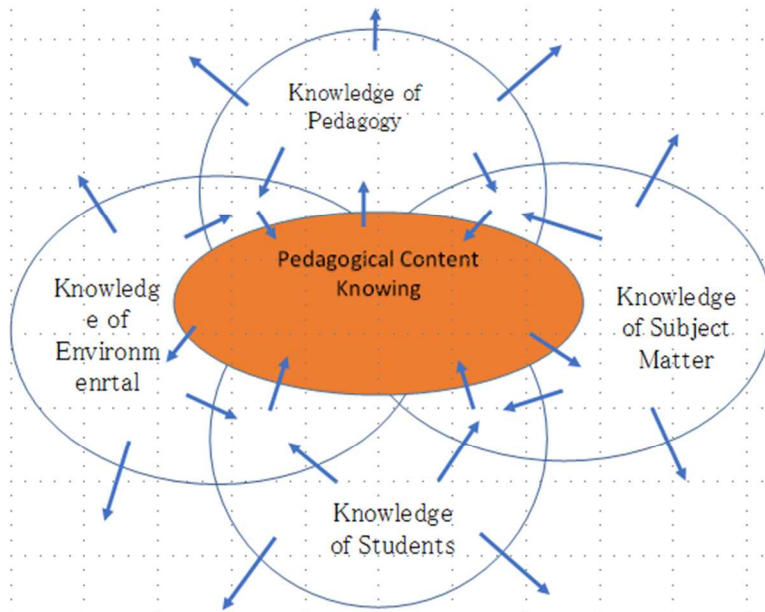 Knowledge of
Pedagogy
Pedagogical Content
Knowing
Knowledg
e of
Environm
enrtal
Knowledge
of Subject
Matter
Knowledge
of Students